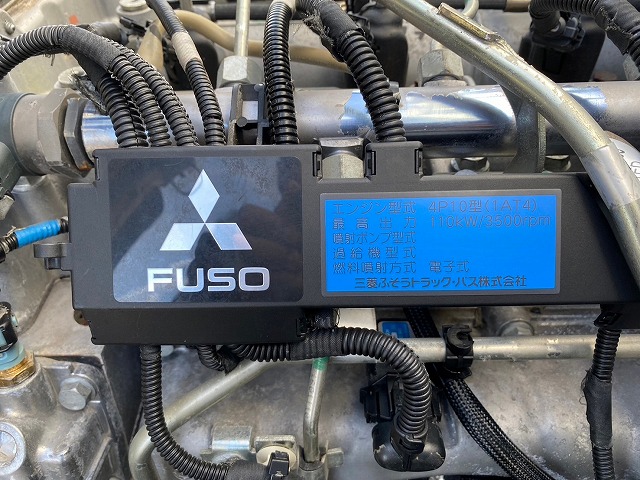 FUSO
エンジン型式 4P10型(1AT4)
最高出力 110kW/3500rpm
噴射ポンプ型式
過給機型式
燃料噴射方式 電子式
三菱ふそうトラック・バス株式会社